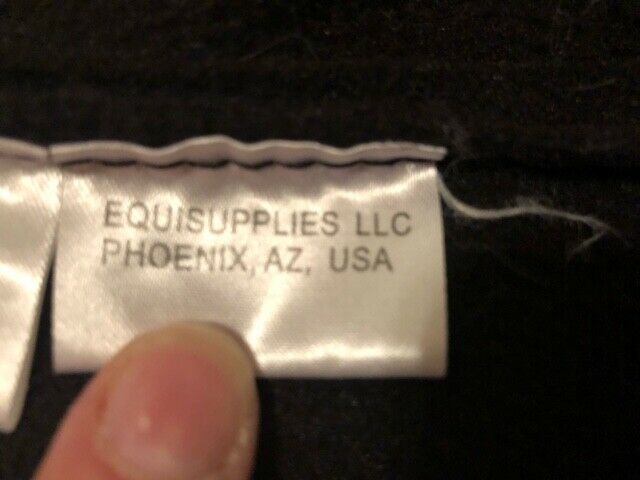 EQUISUPPLIES LLC
PHOENIX, AZ, USA